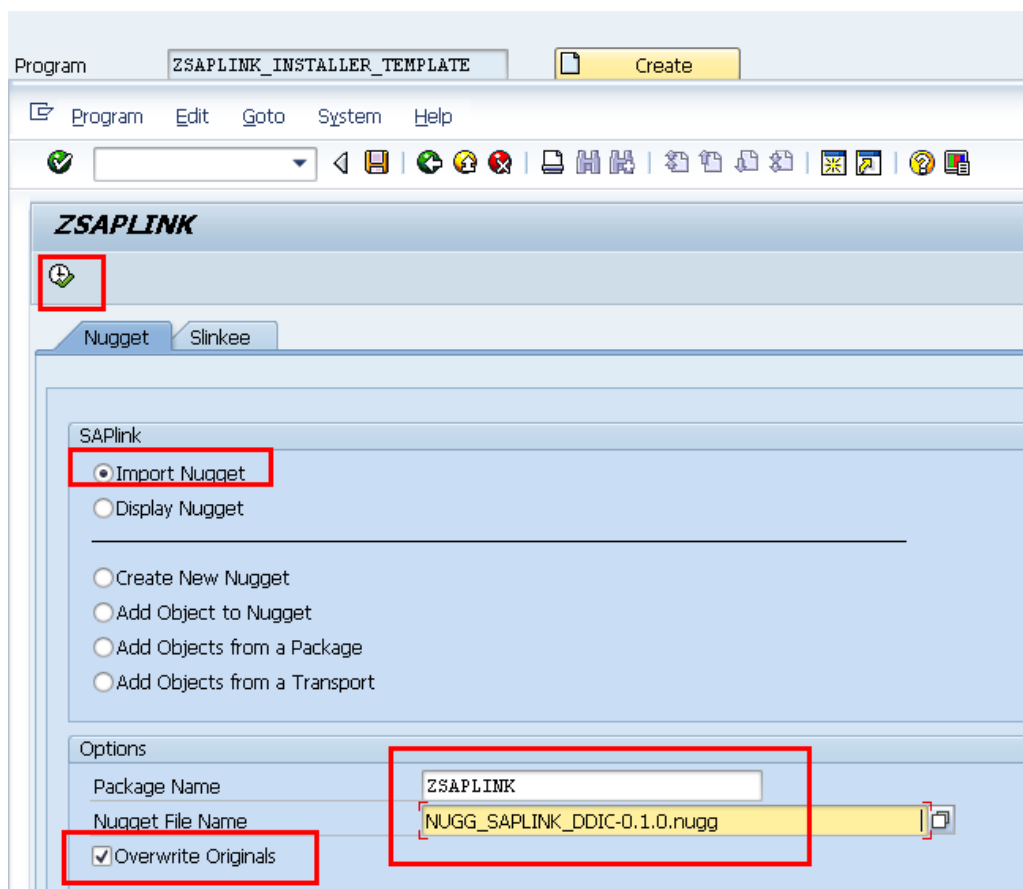 Program ZSAPLINK_INSTALLER_TEMPLATE Create
Program Edit Goto System Help
ZSAPLINK
Nugget Slinkee
SAPlink
Import Nugget
Display Nugget
Create New Nugget
Add Object to Nugget
Add Objects from a Package
Add Objects from a Transport
Options
Package Name ZSAPLINK
Nugget File Name NUGG_SAPLINK_DDIC-0.1.0.nugg
Overwrite Originals